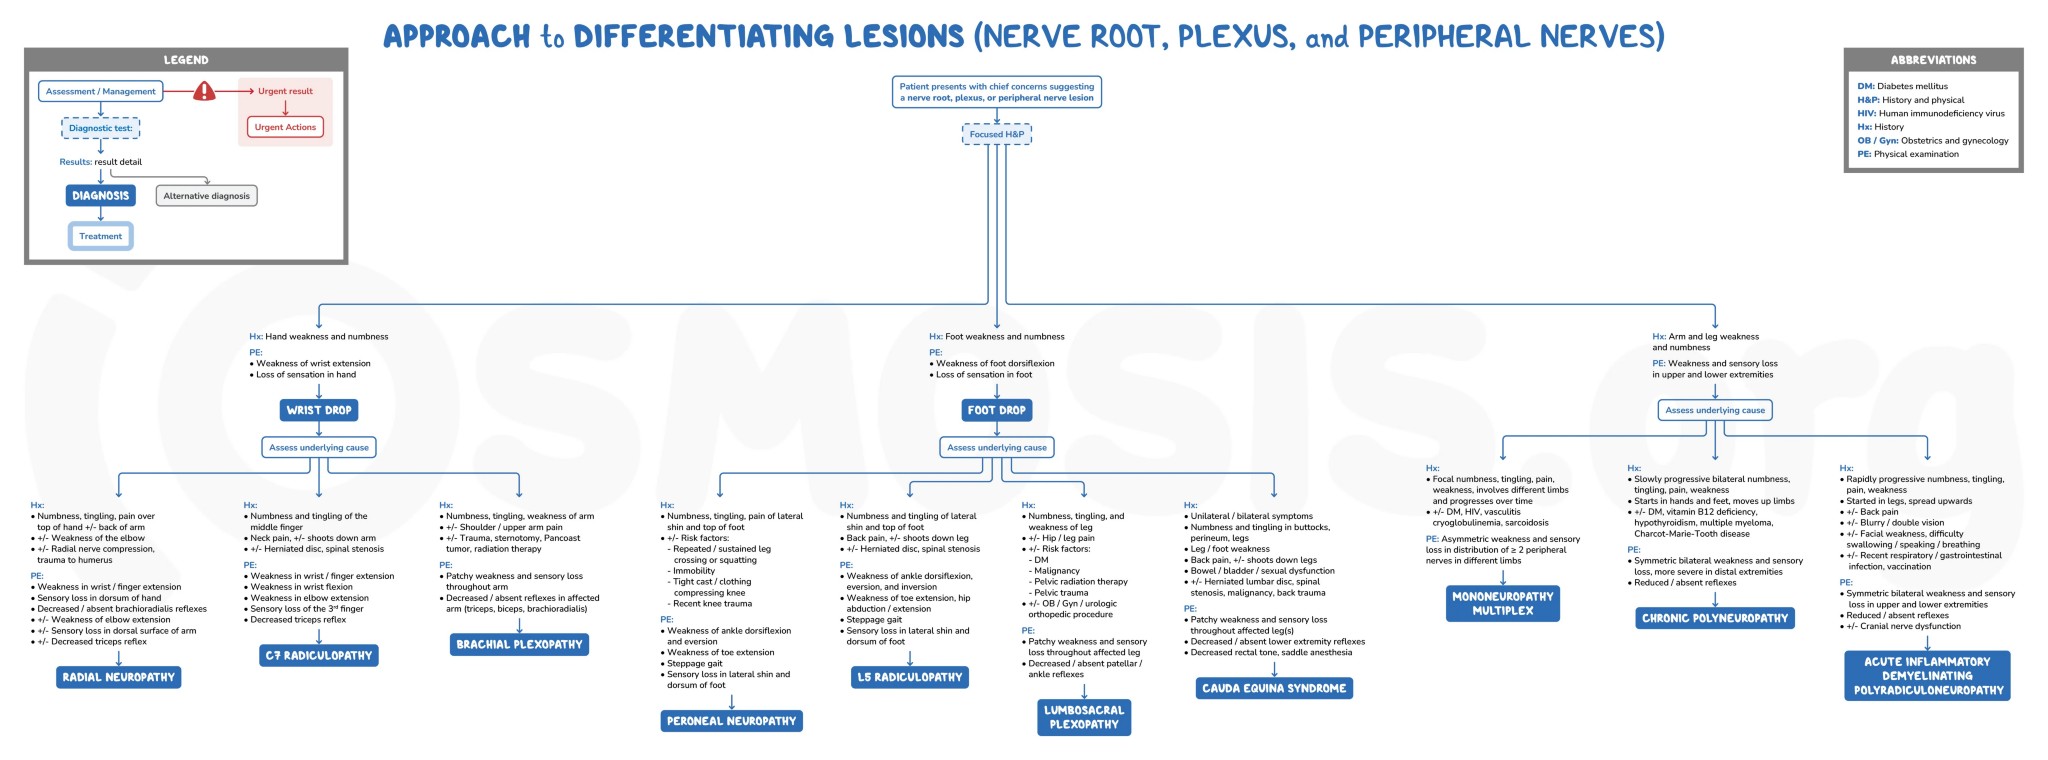 APPROACH to DIFFERENTIATING LESIONS (NERVE ROOT, PLEXUS, and PERIPHERAL NERVES)
LEGEND
Assessment / Management
Urgent result
Urgent Actions
Diagnostic test:
Results: result detail
DIAGNOSIS
Alternative diagnosis
Treatment
ABBREVIATIONS
DM: Diabetes mellitus
H&P: History and physical
HIV: Human immunodeficiency virus
Hx: History
OB / Gyn: Obstetrics and gynecology
PE: Physical examination
Patient presents with chief concerns suggesting
a nerve root, plexus, or peripheral nerve lesion
Focused H&P
Hx: Hand weakness and numbness
PE:
• Weakness of wrist extension
• Loss of sensation in hand
WRIST DROP
Assess underlying cause
Hx:
• Numbness, tingling, pain over
top of hand +/- back of arm
• +/- Weakness of the elbow
• +/- Radial nerve compression,
trauma to humerus
PE:
• Weakness in wrist / finger extension
• Sensory loss in dorsum of hand
• Decreased / absent brachioradialis reflexes
• +/- Weakness of elbow extension
• +/- Sensory loss in dorsal surface of arm
• +/- Decreased triceps reflex
RADIAL NEUROPATHY
Hx:
• Numbness and tingling of the
middle finger
• Neck pain, +/- shoots down arm
• +/- Herniated disc, spinal stenosis
PE:
• Weakness in wrist / finger extension
• Weakness in wrist flexion
• Weakness in elbow extension
• Sensory loss of the 3rd finger
• Decreased triceps reflex
C7 RADICULOPATHY
Hx:
• Numbness, tingling, weakness of arm
• +/- Shoulder / upper arm pain
• +/- Trauma, sternotomy, Pancoast
tumor, radiation therapy
PE:
• Patchy weakness and sensory loss
throughout arm
• Decreased / absent reflexes in affected
arm (triceps, biceps, brachioradialis)
BRACHIAL PLEXOPATHY
Hx: Foot weakness and numbness
PE:
• Weakness of foot dorsiflexion
• Loss of sensation in foot
FOOT DROP
Assess underlying cause
Hx:
• Numbness, tingling, pain of lateral
shin and top of foot
• +/- Risk factors:
- Repeated / sustained leg
crossing or squatting
- Immobility
- Tight cast / clothing
compressing knee
- Recent knee trauma
PE:
• Weakness of ankle dorsiflexion
and eversion
• Weakness of toe extension
• Steppage gait
• Sensory loss in lateral shin and
dorsum of foot
PERONEAL NEUROPATHY
Hx:
• Numbness and tingling of lateral
shin and top of foot
• Back pain, +/- shoots down leg
• +/- Herniated disc, spinal stenosis
PE:
• Weakness of ankle dorsiflexion,
eversion, and inversion
• Weakness of toe extension, hip
abduction / extension
• Steppage gait
• Sensory loss in lateral shin and
dorsum of foot
L5 RADICULOPATHY
Hx:
• Numbness, tingling, and
weakness of leg
• +/- Hip / leg pain
• +/- Risk factors:
- DM
- Malignancy
- Pelvic radiation therapy
- Pelvic trauma
• +/- OB / Gyn / urologic
orthopedic procedure
PE:
• Patchy weakness and sensory
loss throughout affected leg
• Decreased / absent patellar /
ankle reflexes
LUMBOSACRAL
PLEXOPATHY
Hx:
• Unilateral / bilateral symptoms
• Numbness and tingling in buttocks,
perineum, legs
• Leg / foot weakness
• Back pain, +/- shoots down legs
• Bowel / bladder / sexual dysfunction
• +/- Herniated lumbar disc, spinal
stenosis, malignancy, back trauma
PE:
• Patchy weakness and sensory loss
throughout affected leg(s)
• Decreased / absent lower extremity reflexes
• Decreased rectal tone, saddle anesthesia
CAUDA EQUINA SYNDROME
Hx: Arm and leg weakness
and numbness
PE: Weakness and sensory loss
in upper and lower extremities
Assess underlying cause
Hx:
• Focal numbness, tingling, pain,
weakness, involves different limbs
and progresses over time
• +/- DM, HIV, vasculitis
cryoglobulinemia, sarcoidosis
PE: Asymmetric weakness and sensory
loss in distribution of ≥ 2 peripheral
nerves in different limbs
MONONEUROPATHY
MULTIPLEX
Hx:
• Slowly progressive bilateral numbness,
tingling, pain, weakness
• Starts in hands and feet, moves up limbs
• +/- DM, vitamin B12 deficiency,
hypothyroidism, multiple myeloma,
Charcot-Marie-Tooth disease
PE:
• Symmetric bilateral weakness and sensory
loss, more severe in distal extremities
• Reduced / absent reflexes
CHRONIC POLYNEUROPATHY
Hx:
• Rapidly progressive numbness, tingling,
pain, weakness
• Started in legs, spread upwards
• +/- Back pain
• +/- Blurry / double vision
• +/- Facial weakness, difficulty
swallowing / speaking / breathing
• +/- Recent respiratory / gastrointestinal
infection, vaccination
PE:
• Symmetric bilateral weakness and sensory
loss in upper and lower extremities
• Reduced / absent reflexes
• +/- Cranial nerve dysfunction
ACUTE INFLAMMATORY
DEMYELINATING
POLYRADICULONEUROPATHY
OSMOSIS.org